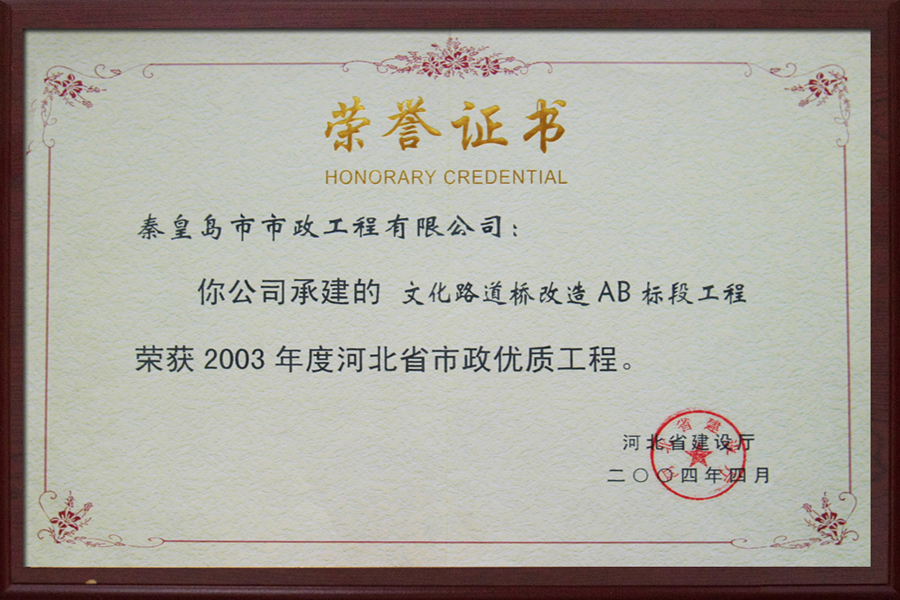 荣誉证书
HONORARY CREDENTIAL
秦皇岛市市政工程有限公司：
你公司承建的 文化路道桥改造AB标段工程
荣获2003年度河北省市政优质工程。
河北省建设厅
二〇〇四年四月